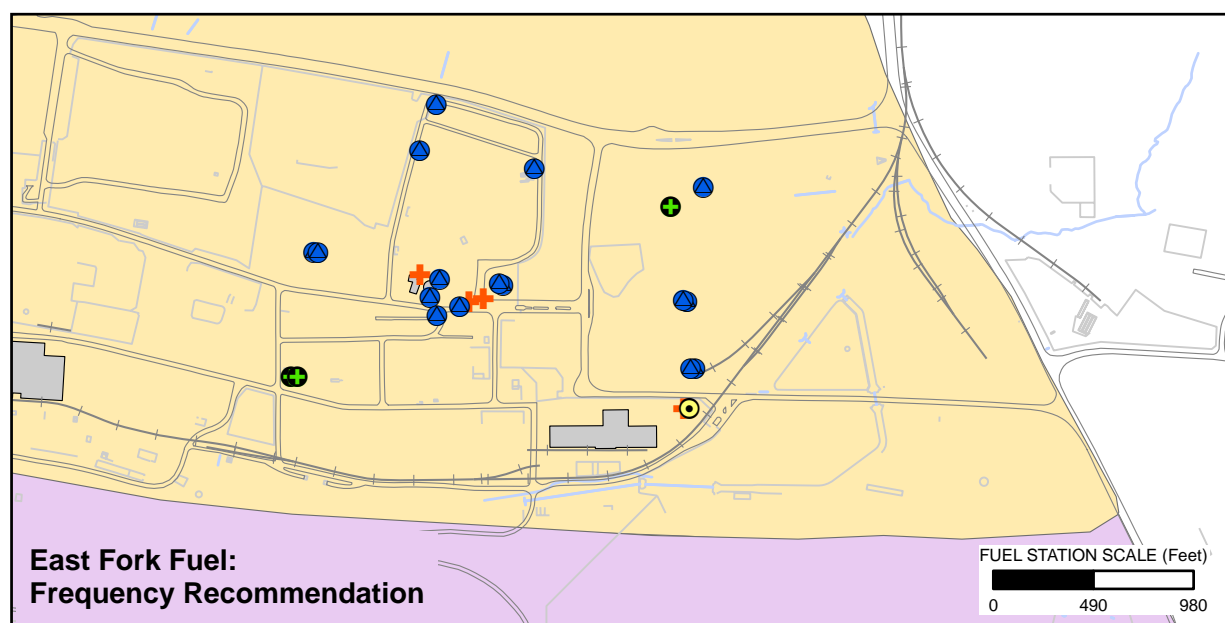 East Fork Fuel:
Frequency Recommendation
FUEL STATION SCALE (Feet)
0 490 980